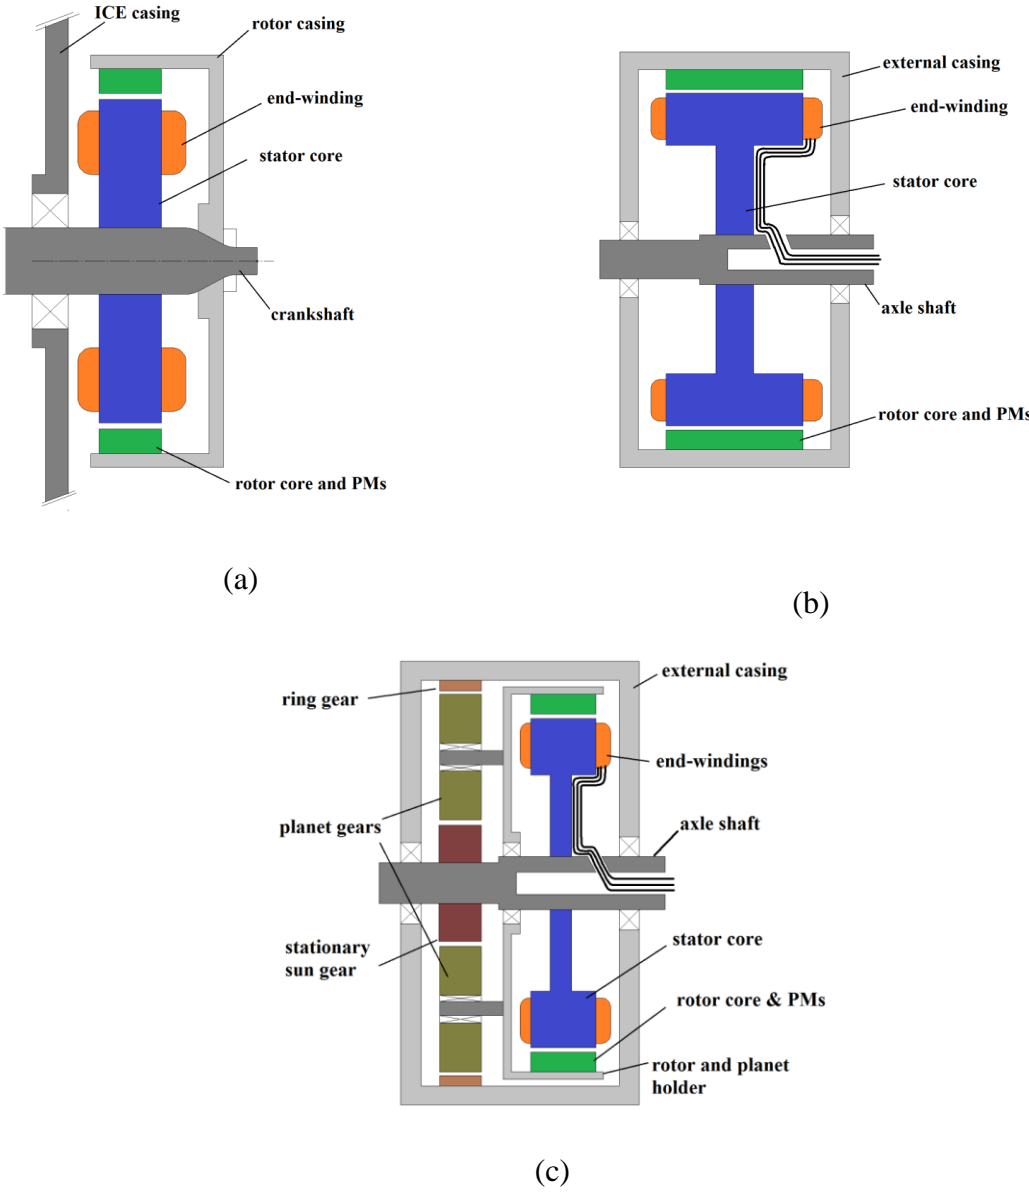 ICE casing
rotor casing
end-winding
stator core
crankshaft
rotor core and PMs
(a)
external casing
end-winding
stator core
axle shaft
rotor core and PMs
(b)
ring gear
external casing
end-windings
planet gears
axle shaft
stationary
sun gear
stator core
rotor core & PMs
rotor and planet
holder
(c)